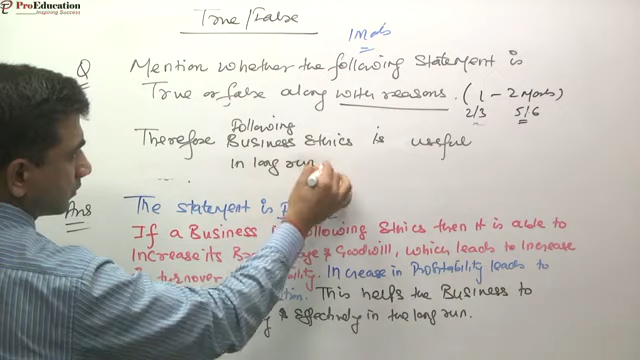 ProEducation
Inspiring Success
True/False
1Mark
Q Mention whether the following Statement is
True or false along with reasons. (1 - 2 Marks)
2/3 5/6
Following
Therefore Business Ethics is useful
in long run
Ans The statement is
If a Business is following Ethics then it is able to
increase its & Goodwill, which leads to increase
turnover. Increase in Profitability leads to
This helps the Business to
& Effectively in the long run.